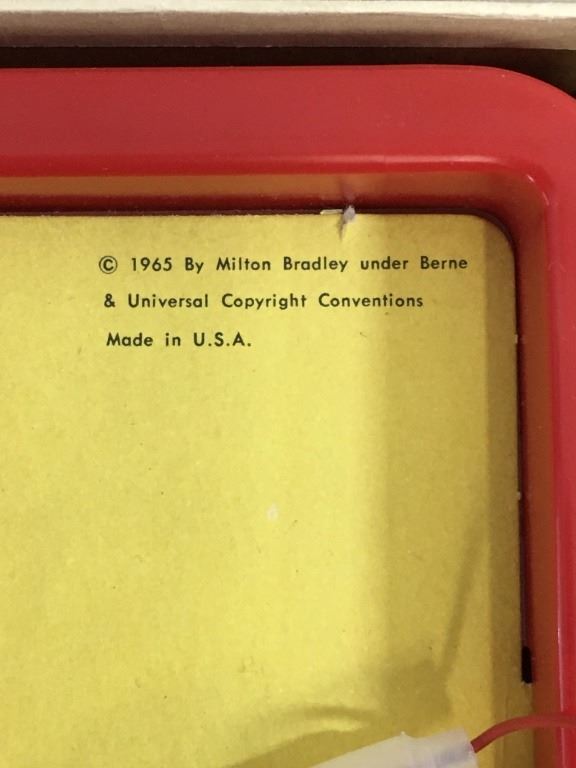 © 1965 By Milton Bradley under Berne
& Universal Copyright Conventions
Made in U.S.A.